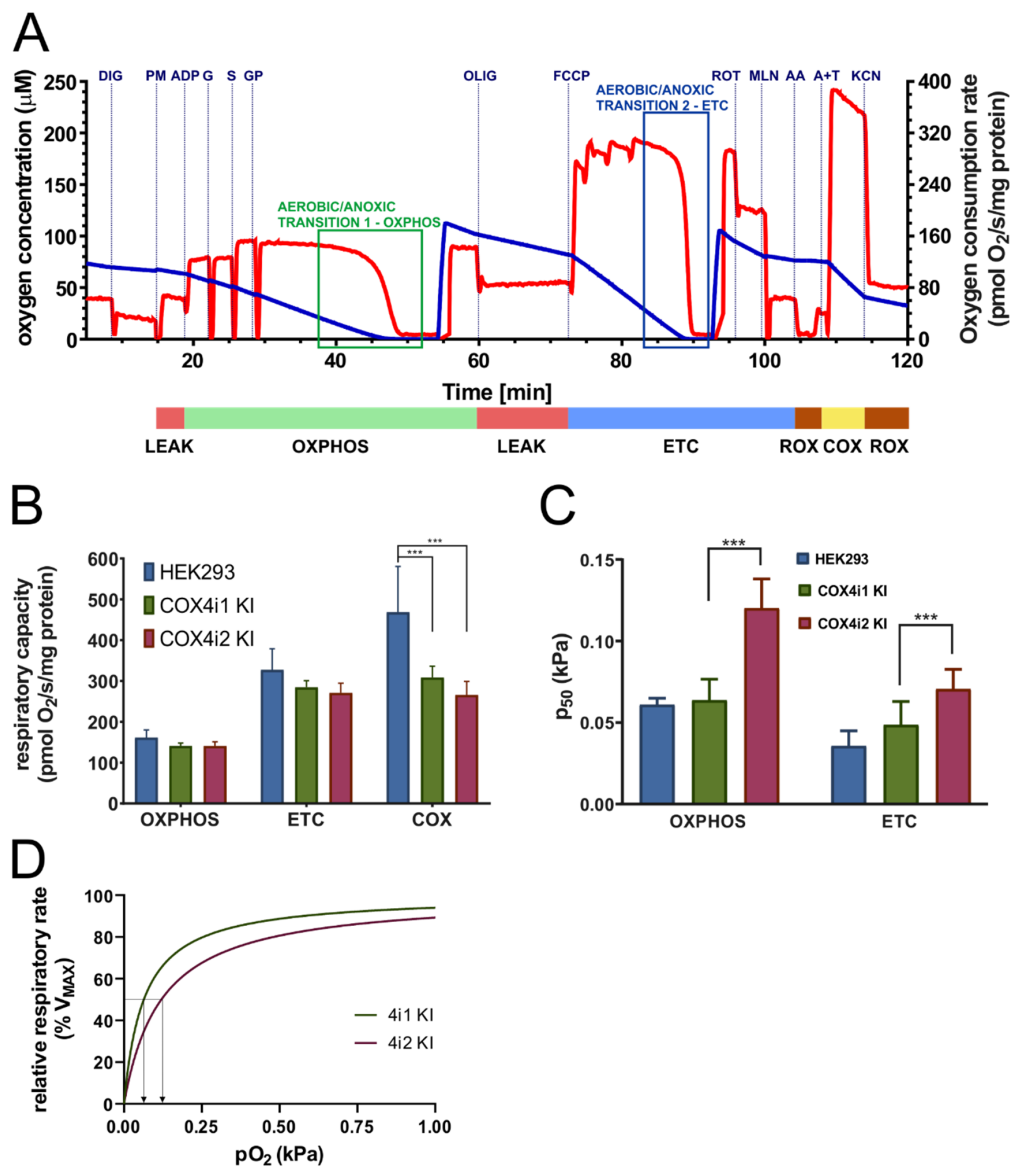 A
DIG PM ADP G S GP OLIG FCCP ROT MLN AA A+T KCN
AEROBIC/ANOXIC
TRANSITION 2 - ETC
AEROBIC/ANOXIC
TRANSITION 1 - OXPHOS
oxygen concentration (µM)
250
200
150
100
50
0
400
320
240
160
80
0
Oxygen consumption rate
(pmol O2/s/mg protein)
20 40 60 80 100 120
Time [min]
LEAK OXPHOS LEAK ETC ROX COX ROX
B
respiratory capacity
(pmol O2/s/mg protein)
600
500
400
300
200
100
0
HEK293
COX4i1 KI
COX4i2 KI
***
***
OXPHOS ETC COX
C
p50 (kPa)
0.15
0.10
0.05
0.00
***
***
HEK293
COX4i1 KI
COX4i2 KI
OXPHOS ETC
D
relative respiratory rate
(% VMAX)
100
80
60
40
20
0
4i1 KI
4i2 KI
0.00 0.25 0.50 0.75 1.00
pO2 (kPa)